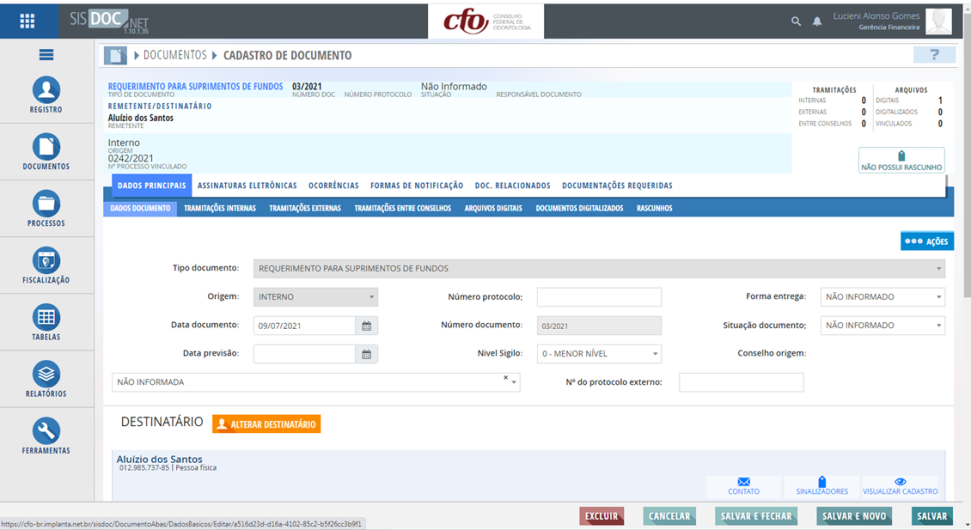 SISDOC.NET
1.10.1.35
cfo CONSELHO FEDERAL DE ODONTOLOGIA
Lucieni Alonso Gomes
Gerência Financeira
DOCUMENTOS CADASTRO DE DOCUMENTO ?
REQUERIMENTO PARA SUPRIMENTOS DE FUNDOS 03/2021 Não Informado
TIPO DE DOCUMENTO NÚMERO DOC NÚMERO PROTOCOLO SITUAÇÃO RESPONSÁVEL DOCUMENTO
REMETENTE/DESTINATÁRIO
Aluízio dos Santos
REMETENTE
Interno
ORIGEM
0242/2021
Nº PROCESSO VINCULADO
TRAMITAÇÕES ARQUIVOS
INTERNAS 0 DIGITAIS 1
EXTERNAS 0 DIGITALIZADOS 0
ENTRE CONSELHOS 0 VINCULADOS 0
NÃO POSSUI RASCUNHO
REGISTRO
DOCUMENTOS
PROCESSOS
FISCALIZAÇÃO
TABELAS
RELATÓRIOS
FERRAMENTAS
DADOS PRINCIPAIS ASSINATURAS ELETRÔNICAS OCORRÊNCIAS FORMAS DE NOTIFICAÇÃO DOC. RELACIONADOS DOCUMENTAÇÕES REQUERIDAS
DADOS DOCUMENTO TRAMITAÇÕES INTERNAS TRAMITAÇÕES EXTERNAS TRAMITAÇÕES ENTRE CONSELHOS ARQUIVOS DIGITAIS DOCUMENTOS DIGITALIZADOS RASCUNHOS
AÇÕES
Tipo documento: REQUERIMENTO PARA SUPRIMENTOS DE FUNDOS
Origem: INTERNO Número protocolo: Forma entrega: NÃO INFORMADO
Data documento: 09/07/2021 Número documento: 03/2021 Situação documento: NÃO INFORMADO
Data previsão: Nivel Sigilo: 0 - MENOR NÍVEL Conselho origem:
NÃO INFORMADA × Nº do protocolo externo:
DESTINATÁRIO ALTERAR DESTINATÁRIO
Aluízio dos Santos
012.985.737-85 | Pessoa física
CONTATO SINALIZADORES VISUALIZAR CADASTRO
EXCLUIR CANCELAR SALVAR E FECHAR SALVAR E NOVO SALVAR
https://cfo-br.implanta.net.br/sisdoc/DocumentoAbas/DadosBasicos/Editar/a516d23d-d16a-4102-85c2-b5f26cc3b9f1